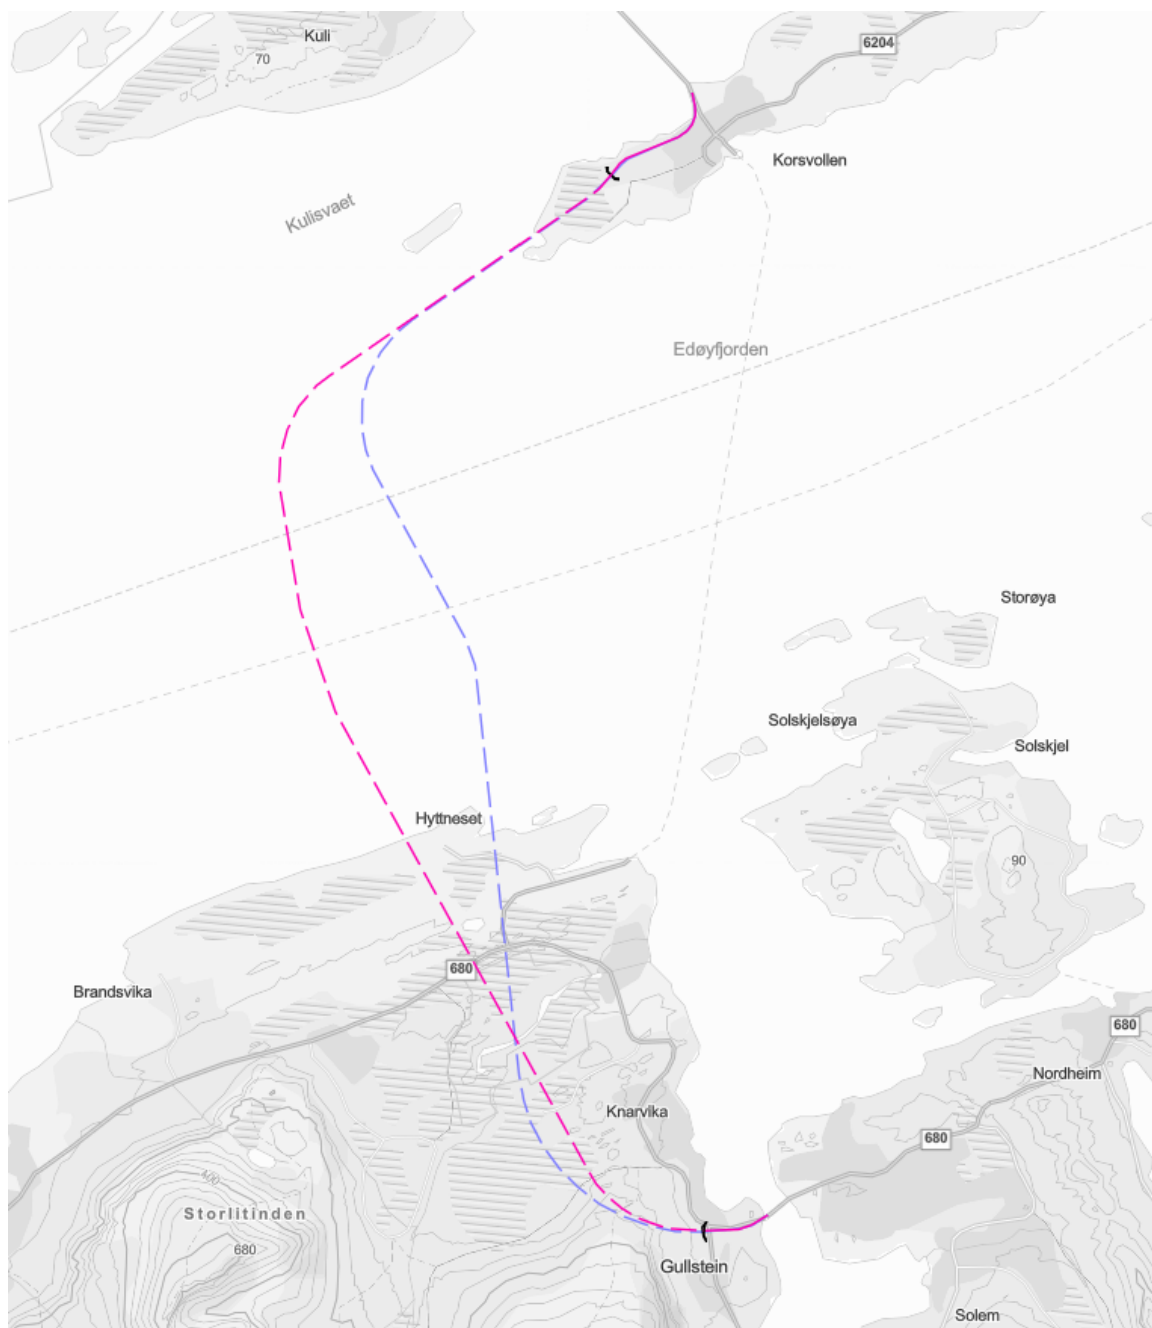 Kuli
70
6204
Korsvollen
Kulisvaet
Edøyfjorden
Storøya
Solskjelsøya
Solskjel
Hyttneset
90
680
Brandsvika
680
Nordheim
Knarvika
680
400
Storlitinden
680
Gullstein
Solem